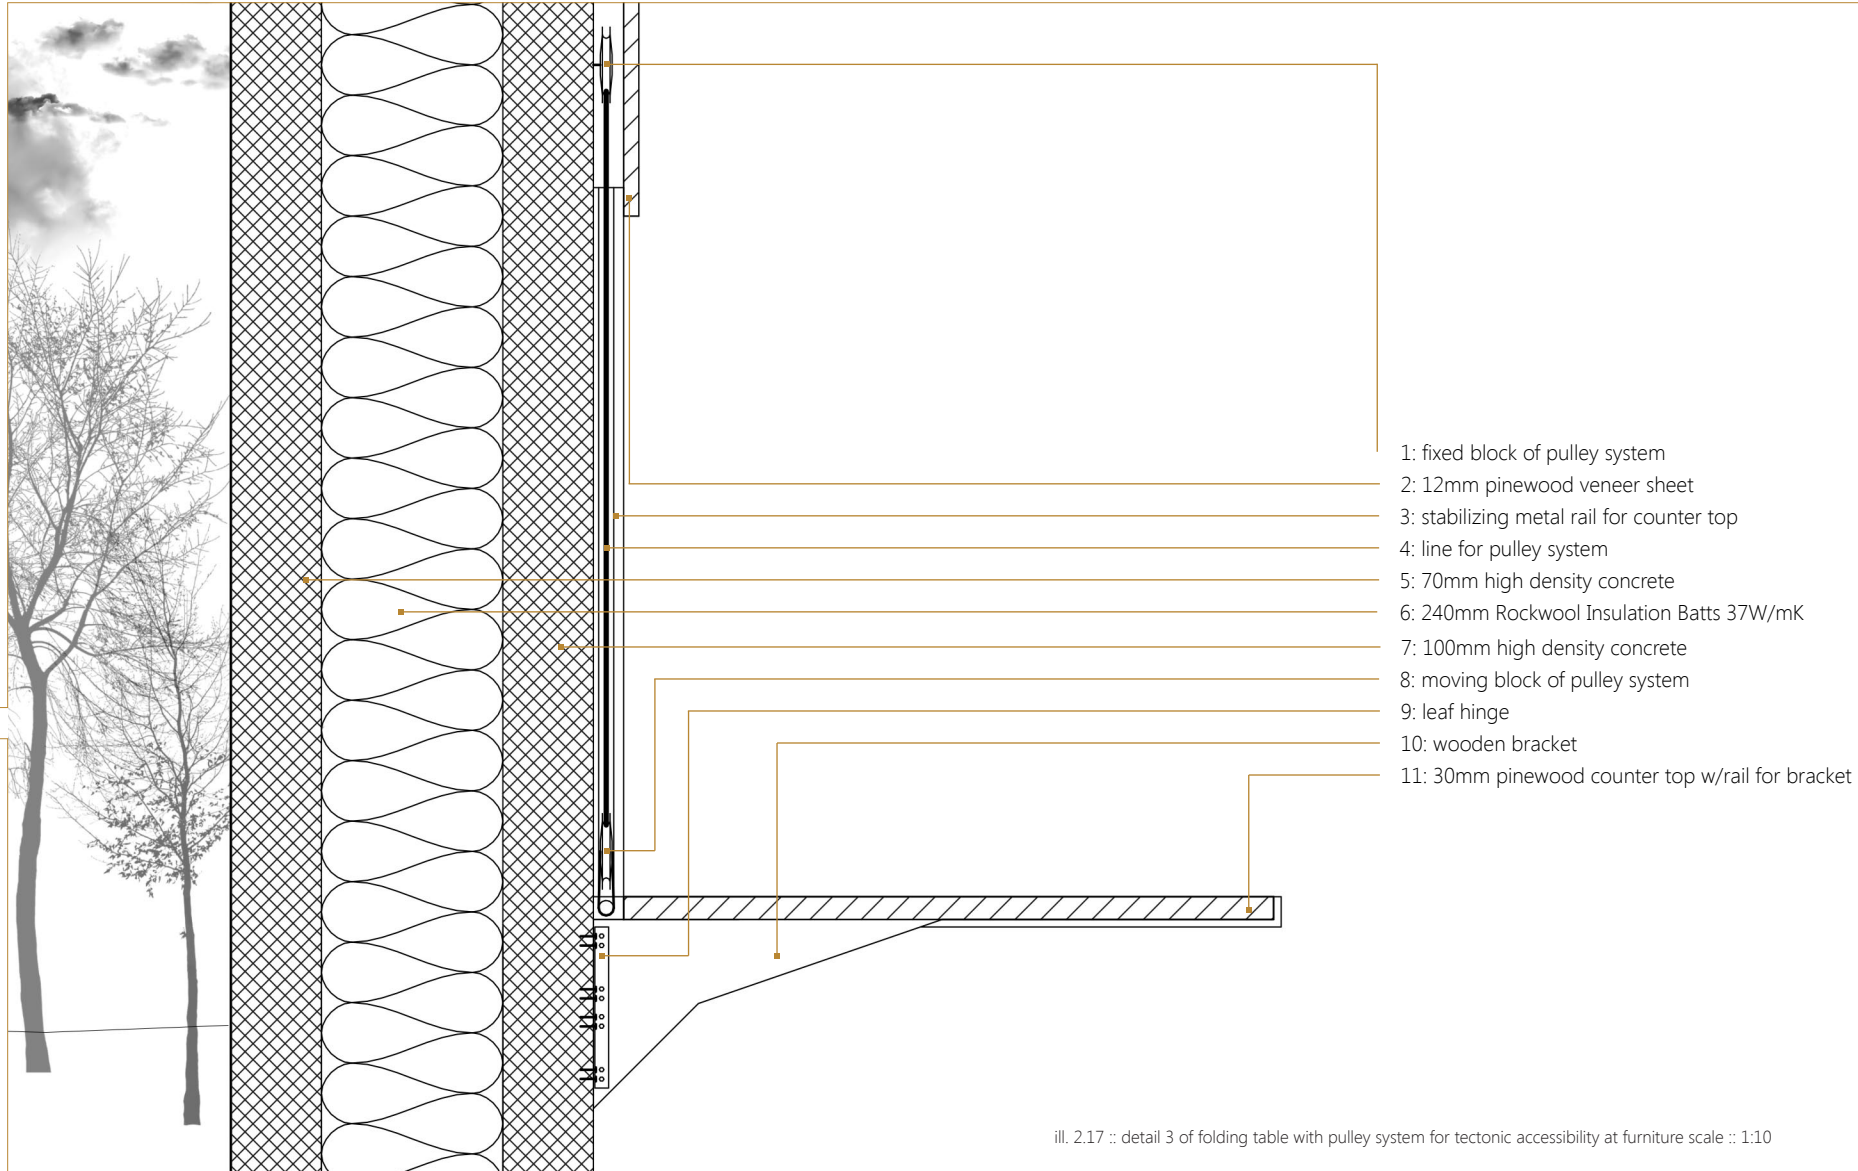 1: fixed block of pulley system
2: 12mm pinewood veneer sheet
3: stabilizing metal rail for counter top
4: line for pulley system
5: 70mm high density concrete
6: 240mm Rockwool Insulation Batts 37W/mK
7: 100mm high density concrete
8: moving block of pulley system
9: leaf hinge
10: wooden bracket
11: 30mm pinewood counter top w/rail for bracket
ill. 2.17 :: detail 3 of folding table with pulley system for tectonic accessibility at furniture scale :: 1:10